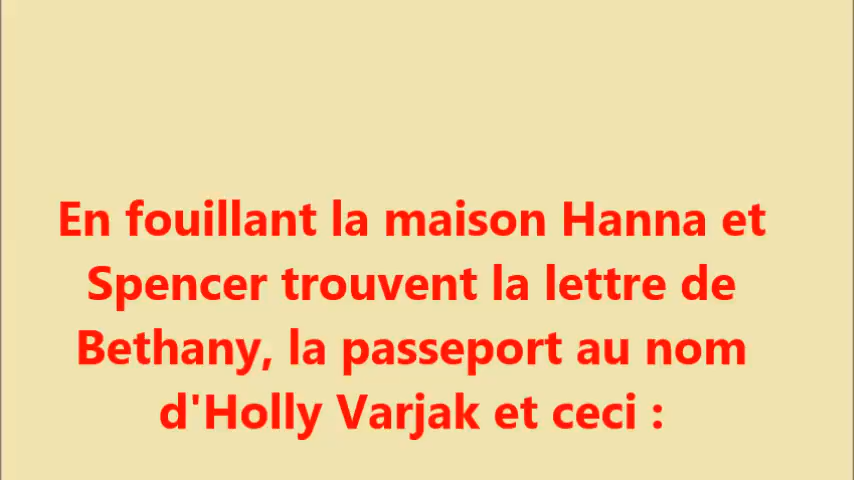 En fouillant la maison Hanna et
Spencer trouvent la lettre de
Bethany, la passeport au nom
d'Holly Varjak et ceci :